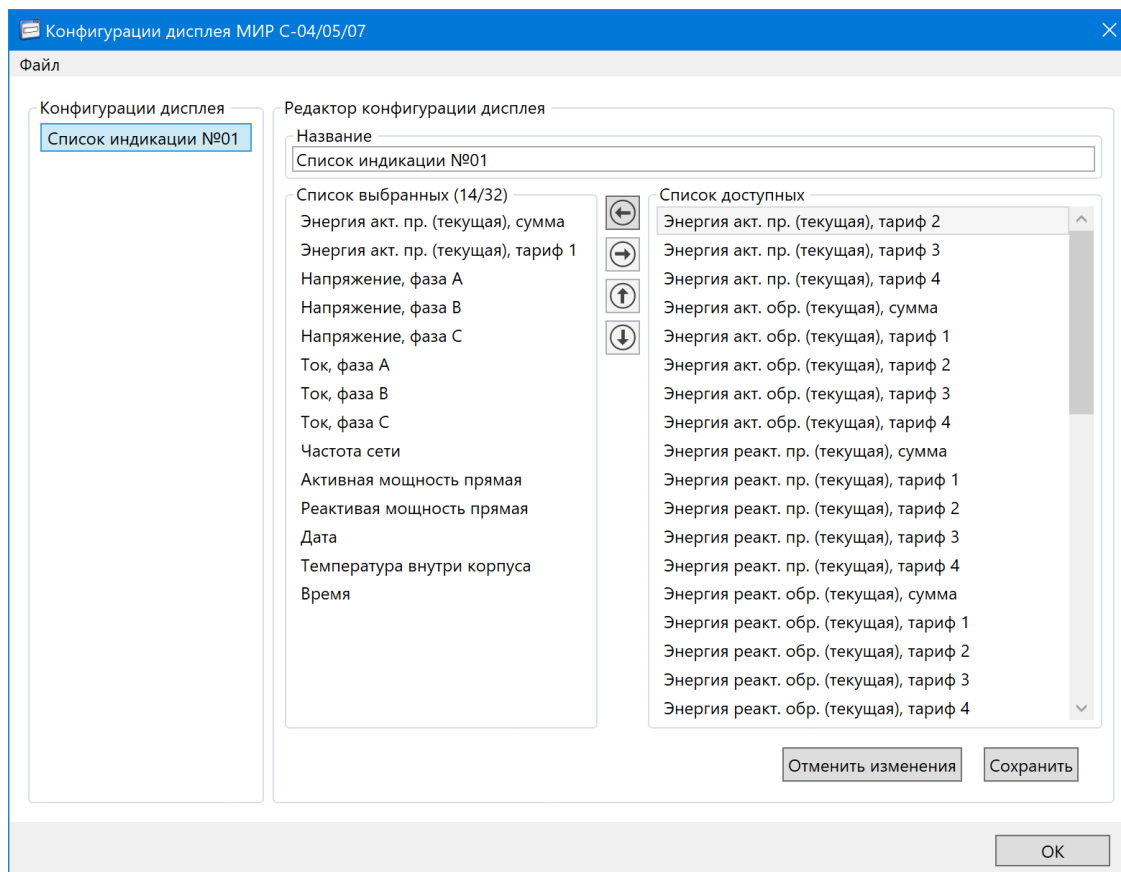 Конфигурации дисплея МИР С-04/05/07
Файл
Конфигурации дисплея
Список индикации №01
Редактор конфигурации дисплея
Название
Список индикации №01
Список выбранных (14/32)
Энергия акт. пр. (текущая), сумма
Энергия акт. пр. (текущая), тариф 1
Напряжение, фаза A
Напряжение, фаза B
Напряжение, фаза C
Ток, фаза A
Ток, фаза B
Ток, фаза C
Частота сети
Активная мощность прямая
Реактивая мощность прямая
Дата
Температура внутри корпуса
Время
Список доступных
Энергия акт. пр. (текущая), тариф 2
Энергия акт. пр. (текущая), тариф 3
Энергия акт. пр. (текущая), тариф 4
Энергия акт. обр. (текущая), сумма
Энергия акт. обр. (текущая), тариф 1
Энергия акт. обр. (текущая), тариф 2
Энергия акт. обр. (текущая), тариф 3
Энергия акт. обр. (текущая), тариф 4
Энергия реакт. пр. (текущая), сумма
Энергия реакт. пр. (текущая), тариф 1
Энергия реакт. пр. (текущая), тариф 2
Энергия реакт. пр. (текущая), тариф 3
Энергия реакт. пр. (текущая), тариф 4
Энергия реакт. обр. (текущая), сумма
Энергия реакт. обр. (текущая), тариф 1
Энергия реакт. обр. (текущая), тариф 2
Энергия реакт. обр. (текущая), тариф 3
Энергия реакт. обр. (текущая), тариф 4
Отменить изменения
Сохранить
ОК